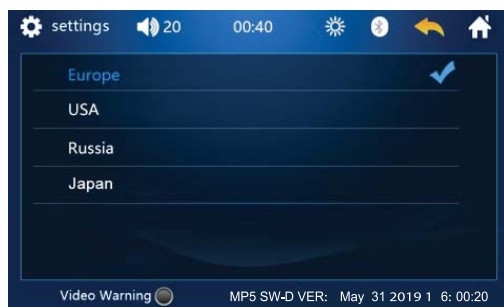 settings 20 00:40
Europe
USA
Russia
Japan
Video Warning MP5 SW-D VER: May 31 2019 1 6: 00:20